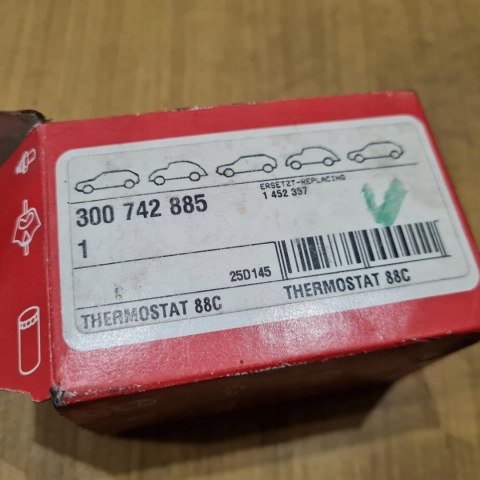 ERSETZT-REPLACING
1 452 357
300 742 885
1
25D145
THERMOSTAT 88C
THERMOSTAT 88C